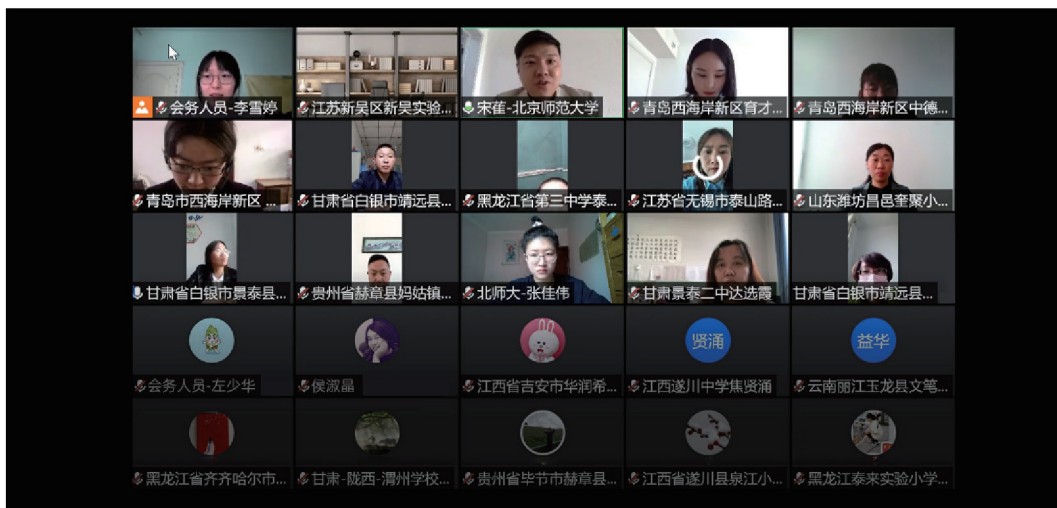 会务人员-李雪婷
江苏新吴区新吴实验...
宋萑-北京师范大学
青岛西海岸新区育才...
青岛西海岸新区中德...
青岛市西海岸新区 ...
甘肃省白银市靖远县...
黑龙江省第三中学泰...
江苏省无锡市泰山路...
山东潍坊昌邑奎聚小...
甘肃省白银市景泰县...
贵州省赫章县妈姑镇...
北师大-张佳伟
甘肃景泰二中达选霞
甘肃省白银市靖远县...
贤涌
益华
会务人员-左少华
侯淑晶
江西省吉安市华润希...
江西遂川中学焦贤涌
云南丽江玉龙县文笔...
黑龙江省齐齐哈尔市...
甘肃-陇西-渭州学校...
贵州省毕节市赫章县...
江西省遂川县泉江小...
黑龙江泰来实验小学...